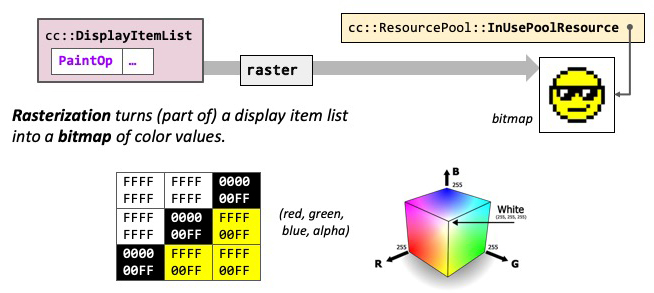 cc::ResourcePool::InUsePoolResource
cc::DisplayItemList
PaintOp …
raster
bitmap
Rasterization turns (part of) a display item list
into a bitmap of color values.
FFFF FFFF 0000
FFFF FFFF 00FF
FFFF 0000 FFFF
FFFF 00FF 00FF
0000 FFFF FFFF
00FF 00FF 00FF
(red, green,
blue, alpha)
B
255
White
(255, 255, 255)
255 255
R G